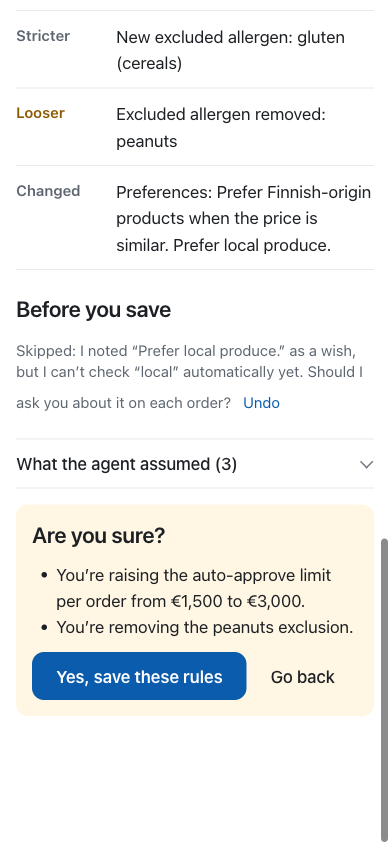 Stricter
New excluded allergen: gluten
(cereals)
Looser
Excluded allergen removed:
peanuts
Changed
Preferences: Prefer Finnish-origin
products when the price is
similar. Prefer local produce.
Before you save
Skipped: I noted “Prefer local produce.” as a wish,
but I can’t check “local” automatically yet. Should I
ask you about it on each order? Undo
What the agent assumed (3)
Are you sure?
• You’re raising the auto-approve limit
per order from €1,500 to €3,000.
• You’re removing the peanuts exclusion.
Yes, save these rules
Go back